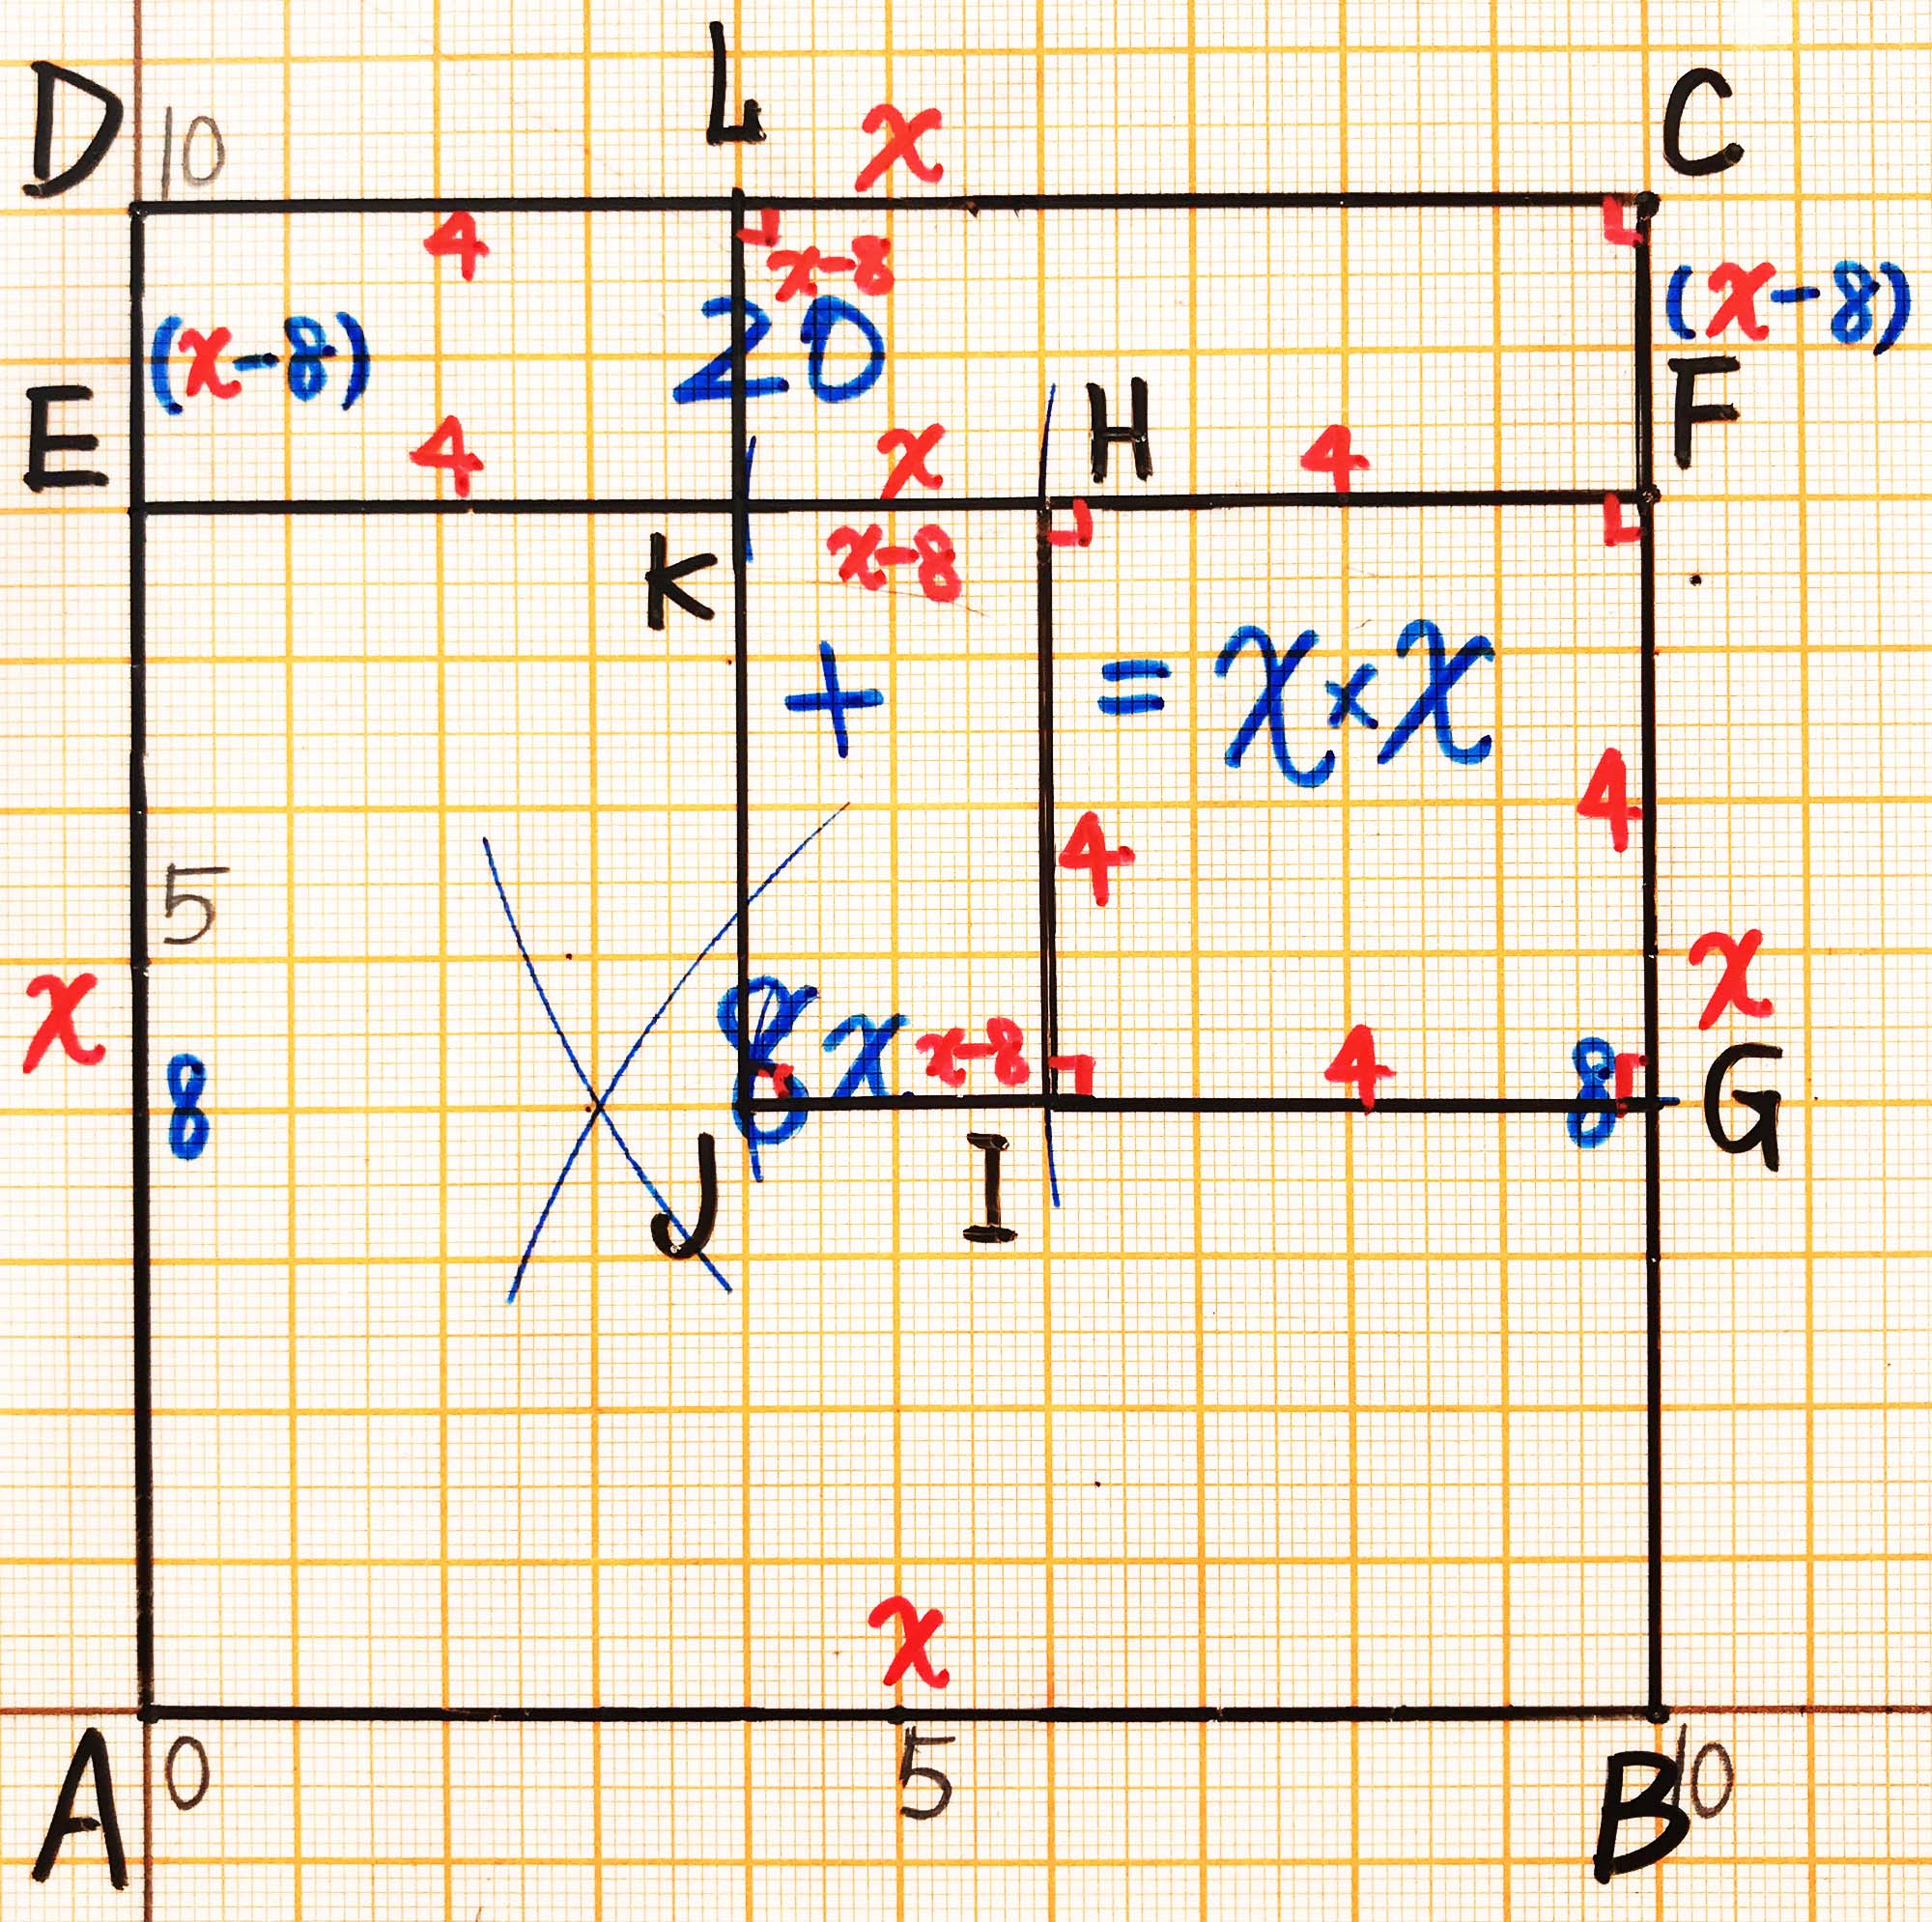 L
D 10 x C
4 x-8
(x-8) 20 (x-8)
E 4 x H 4 F
K x-8
+ = x×x
4 4
5
x 8 8x x-8 4 8 x G
J I
x
A 0 5 B 10